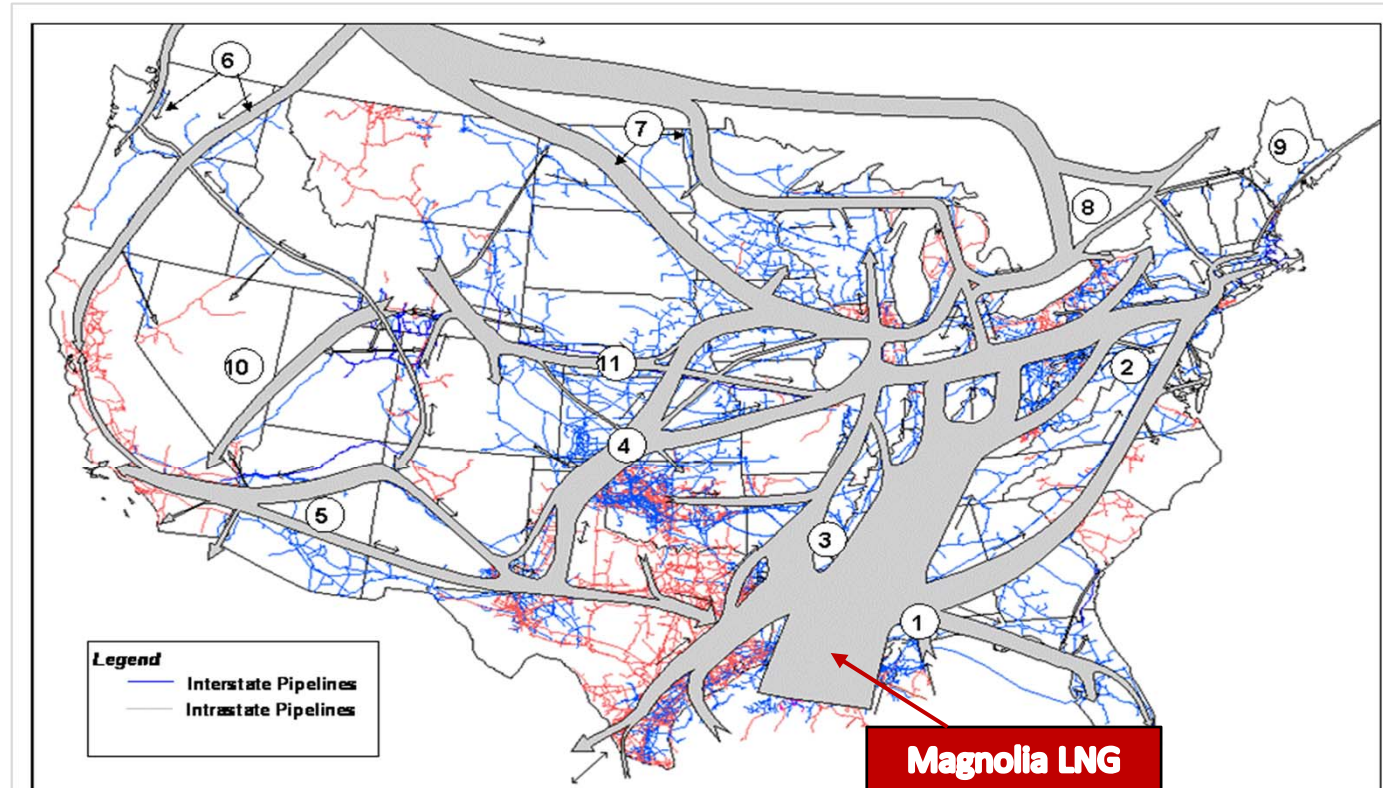 6
7
9
8
10
11
2
4
5
3
1
Legend
Interstate Pipelines
Intrastate Pipelines
Magnolia LNG